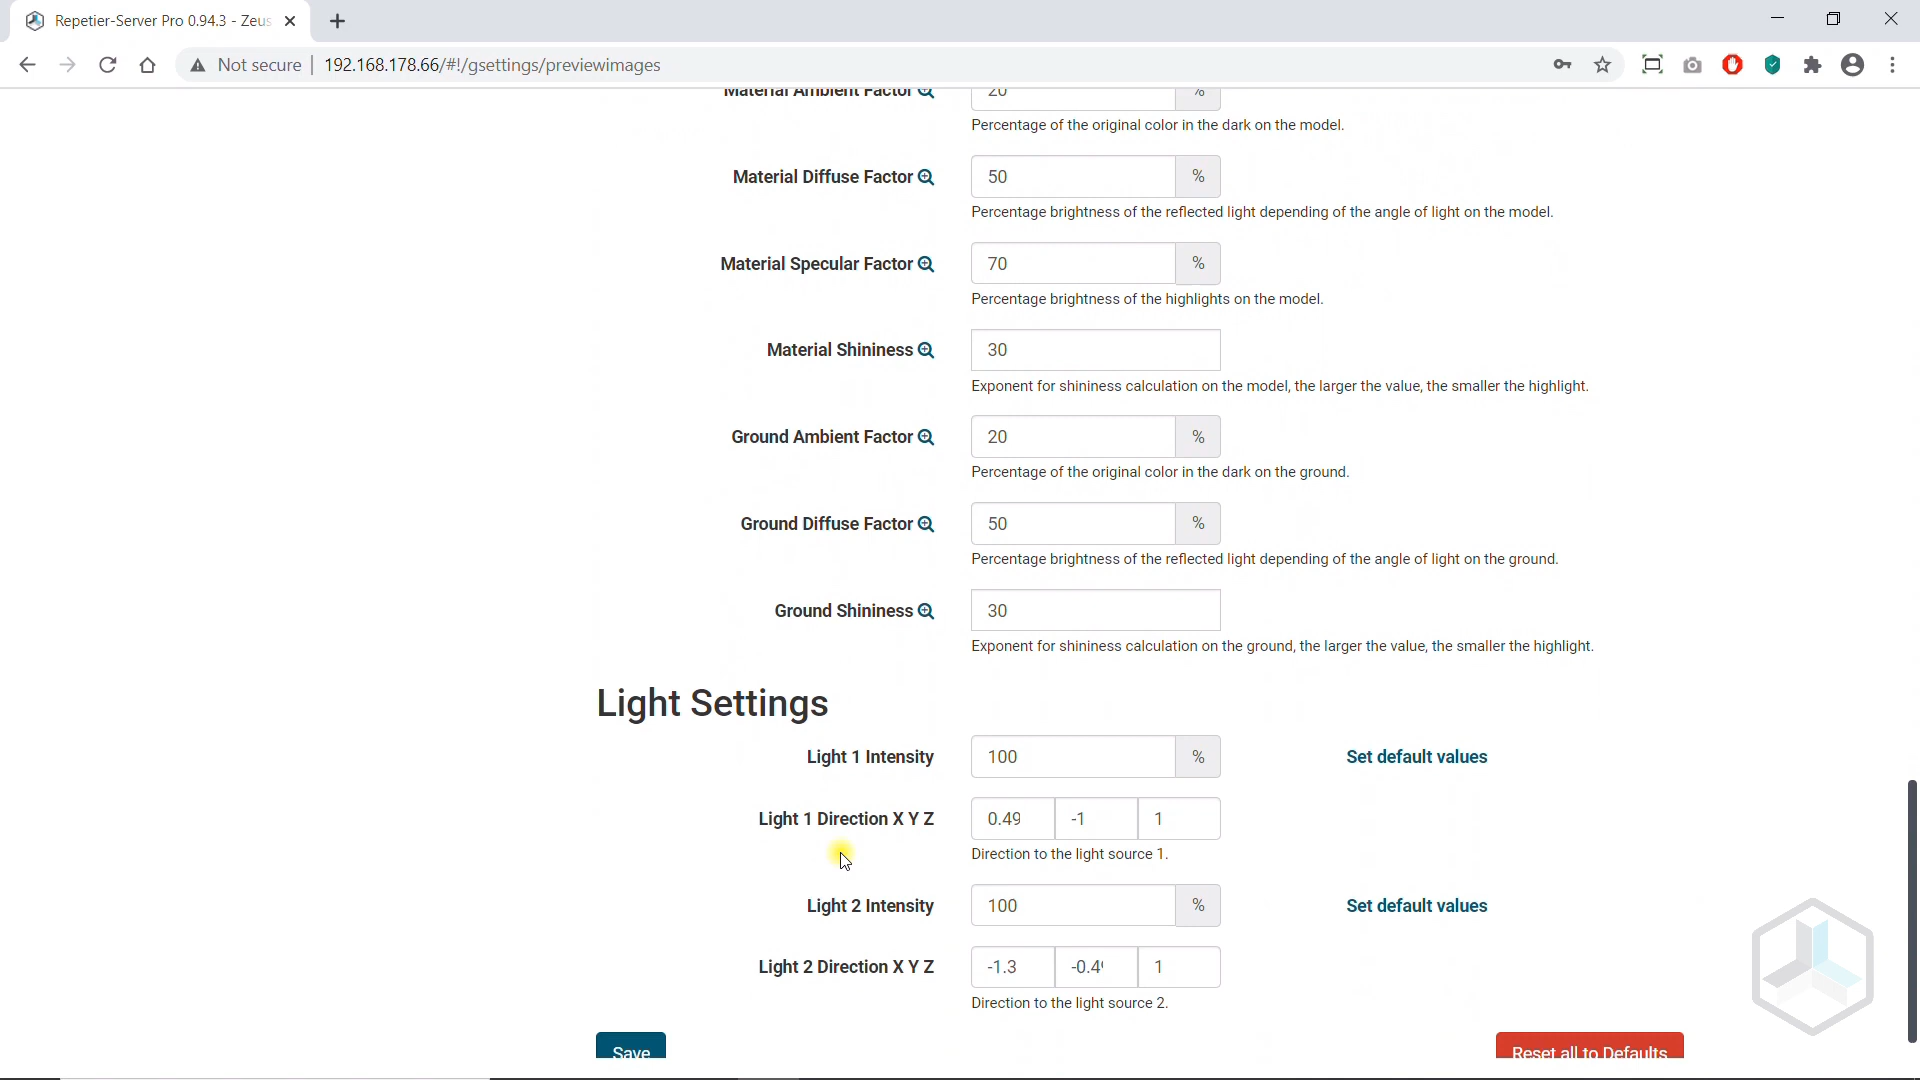 Repetier-Server Pro 0.94.3 - Zeus
Not secure 192.168.178.66/#!/gsettings/previewimages
Material Ambient Factor 20 %
Percentage of the original color in the dark on the model.
Material Diffuse Factor 50 %
Percentage brightness of the reflected light depending of the angle of light on the model.
Material Specular Factor 70 %
Percentage brightness of the highlights on the model.
Material Shininess 30
Exponent for shininess calculation on the model, the larger the value, the smaller the highlight.
Ground Ambient Factor 20 %
Percentage of the original color in the dark on the ground.
Ground Diffuse Factor 50 %
Percentage brightness of the reflected light depending of the angle of light on the ground.
Ground Shininess 30
Exponent for shininess calculation on the ground, the larger the value, the smaller the highlight.
Light Settings
Light 1 Intensity 100 % Set default values
Light 1 Direction X Y Z 0.49 -1 1
Direction to the light source 1.
Light 2 Intensity 100 % Set default values
Light 2 Direction X Y Z -1.3 1
Direction to the light source 2.
Save Reset all to Defaults